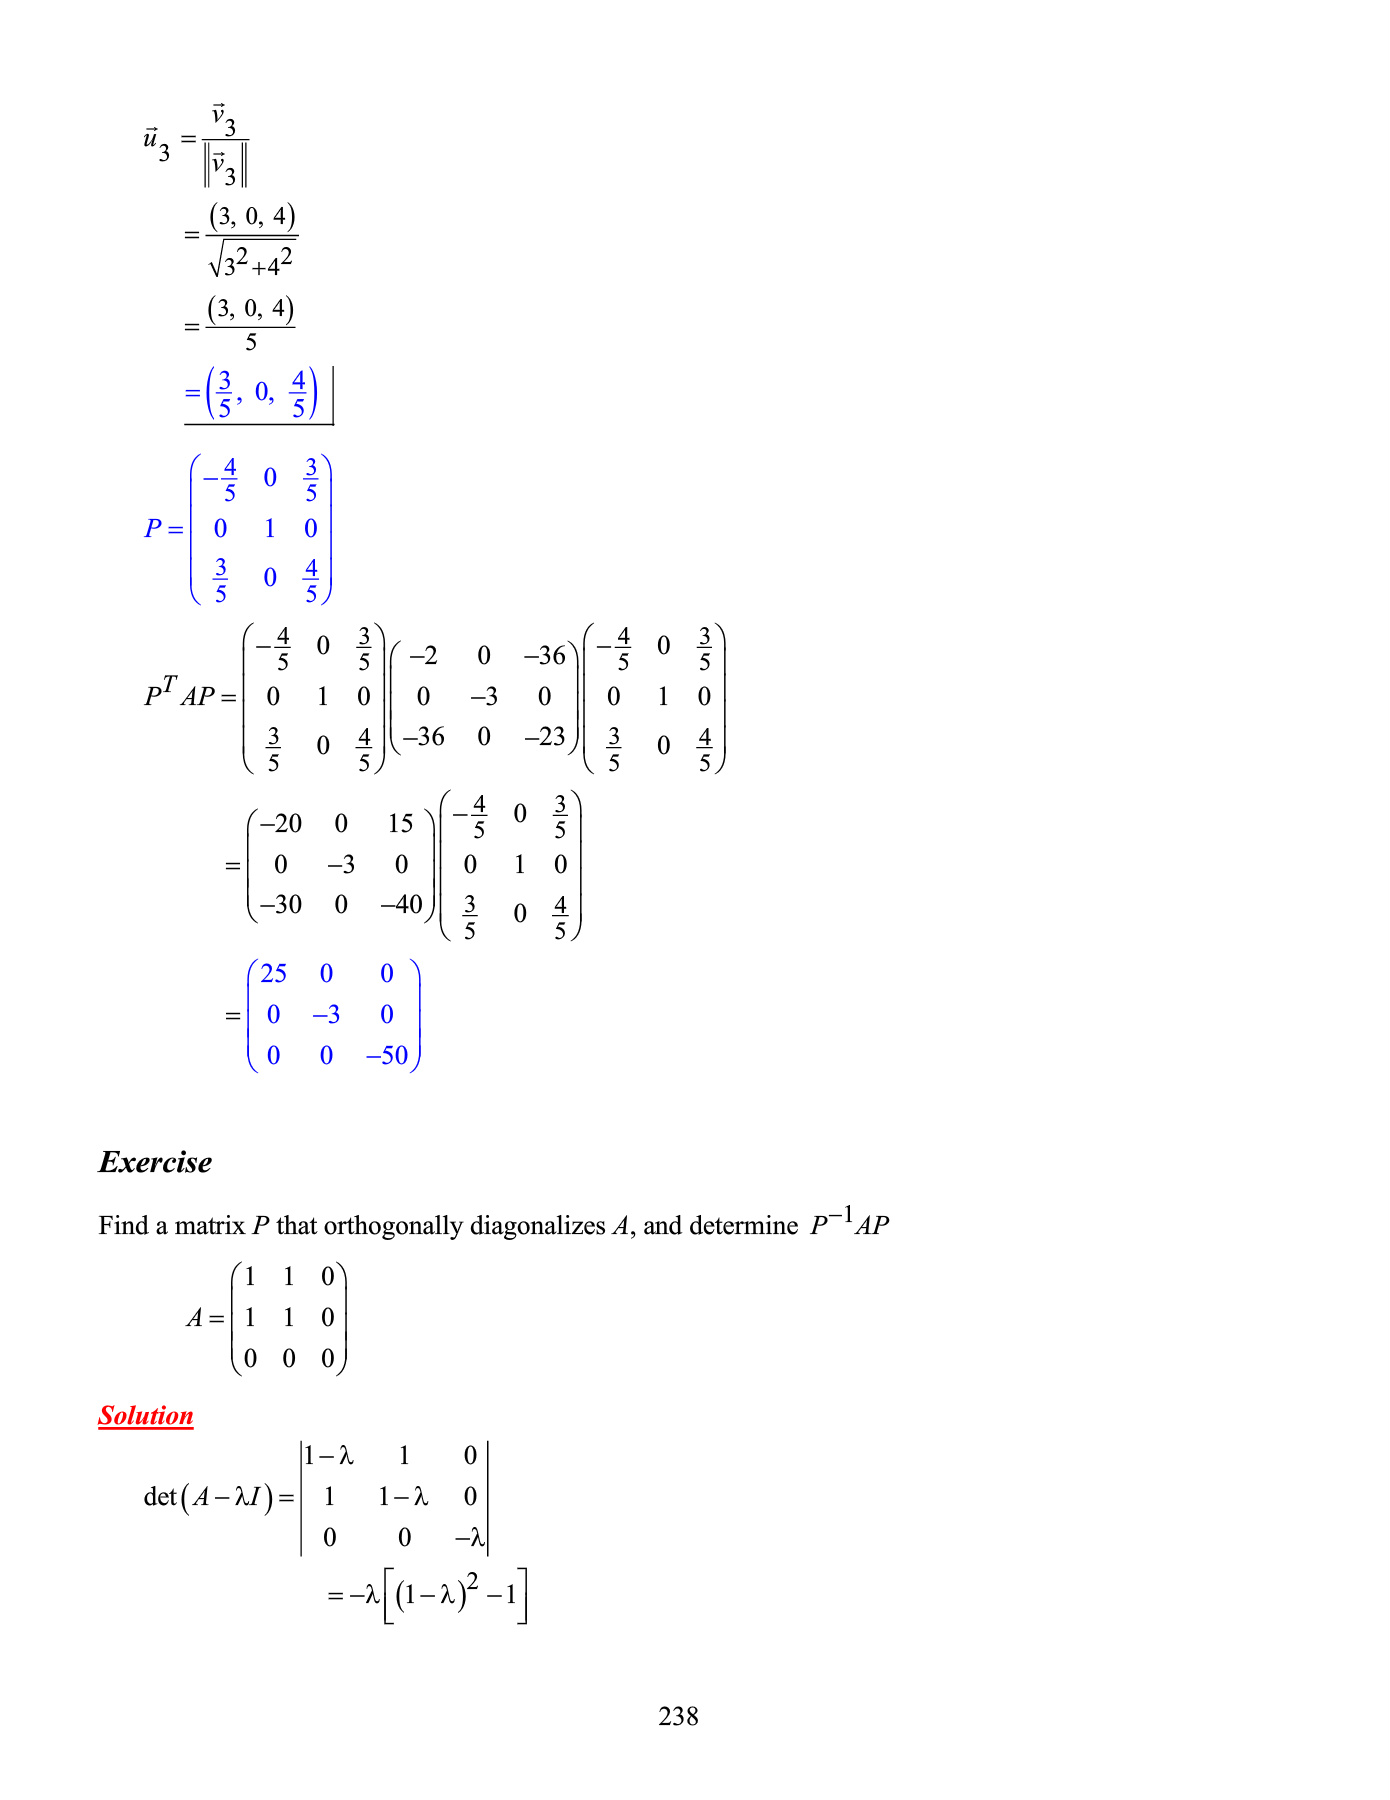 $\vec{u}_3 = \dfrac{\vec{v}_3}{\left\|\vec{v}_3\right\|}$
$= \dfrac{(3,\ 0,\ 4)}{\sqrt{3^2+4^2}}$
$= \dfrac{(3,\ 0,\ 4)}{5}$
$= \left(\dfrac{3}{5},\ 0,\ \dfrac{4}{5}\right)$
$P = \begin{pmatrix} -\frac{4}{5} & 0 & \frac{3}{5} \\ 0 & 1 & 0 \\ \frac{3}{5} & 0 & \frac{4}{5} \end{pmatrix}$
$P^T AP = \begin{pmatrix} -\frac{4}{5} & 0 & \frac{3}{5} \\ 0 & 1 & 0 \\ \frac{3}{5} & 0 & \frac{4}{5} \end{pmatrix} \begin{pmatrix} -2 & 0 & -36 \\ 0 & -3 & 0 \\ -36 & 0 & -23 \end{pmatrix} \begin{pmatrix} -\frac{4}{5} & 0 & \frac{3}{5} \\ 0 & 1 & 0 \\ \frac{3}{5} & 0 & \frac{4}{5} \end{pmatrix}$
$= \begin{pmatrix} -20 & 0 & 15 \\ 0 & -3 & 0 \\ -30 & 0 & -40 \end{pmatrix} \begin{pmatrix} -\frac{4}{5} & 0 & \frac{3}{5} \\ 0 & 1 & 0 \\ \frac{3}{5} & 0 & \frac{4}{5} \end{pmatrix}$
$= \begin{pmatrix} 25 & 0 & 0 \\ 0 & -3 & 0 \\ 0 & 0 & -50 \end{pmatrix}$
Exercise
Find a matrix P that orthogonally diagonalizes A, and determine $P^{-1}AP$
$A = \begin{pmatrix} 1 & 1 & 0 \\ 1 & 1 & 0 \\ 0 & 0 & 0 \end{pmatrix}$
Solution
$\det(A - \lambda I) = \begin{vmatrix} 1-\lambda & 1 & 0 \\ 1 & 1-\lambda & 0 \\ 0 & 0 & -\lambda \end{vmatrix}$
$= -\lambda\left[(1-\lambda)^2 - 1\right]$
238